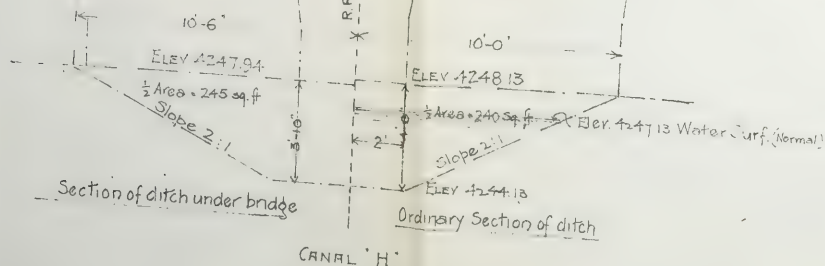 10'-6"
10'-0"
ELEV 4247.94
ELEV 4248.13
½ Area = 245 sq. ft
½ Area = 240 Sq. ft
Elev. 4247.13 Water Surf. (Normal)
Slope 2:1
3'-10"
2'
Slope 2:1
ELEV 4244.13
Section of ditch under bridge
Ordinary Section of ditch
CANAL "H"